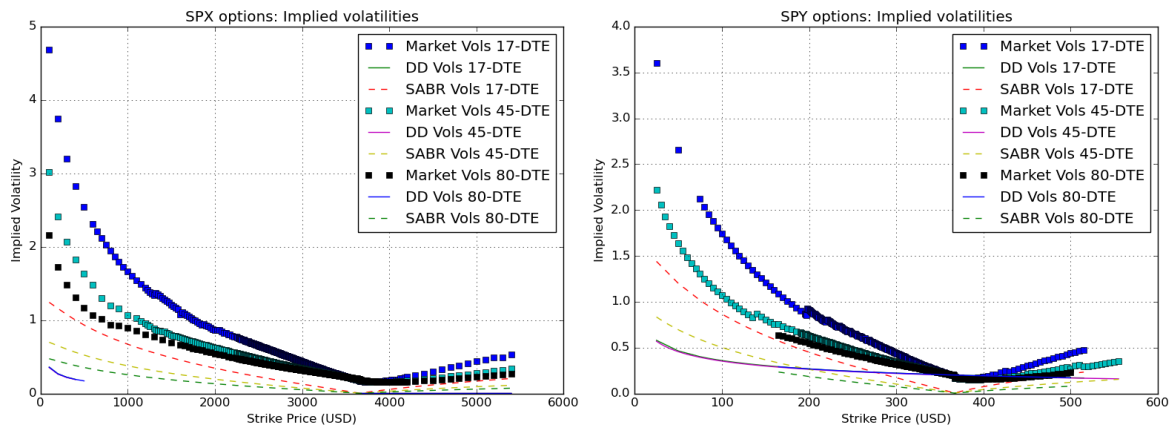 SPX options: Implied volatilities
5
4
3
2
1
0
Implied Volatility
0 1000 2000 3000 4000 5000 6000
Strike Price (USD)
Market Vols 17-DTE
DD Vols 17-DTE
SABR Vols 17-DTE
Market Vols 45-DTE
DD Vols 45-DTE
SABR Vols 45-DTE
Market Vols 80-DTE
DD Vols 80-DTE
SABR Vols 80-DTE
SPY options: Implied volatilities
4.0
3.5
3.0
2.5
2.0
1.5
1.0
0.5
0.0
Implied Volatility
0 100 200 300 400 500 600
Strike Price (USD)
Market Vols 17-DTE
DD Vols 17-DTE
SABR Vols 17-DTE
Market Vols 45-DTE
DD Vols 45-DTE
SABR Vols 45-DTE
Market Vols 80-DTE
DD Vols 80-DTE
SABR Vols 80-DTE